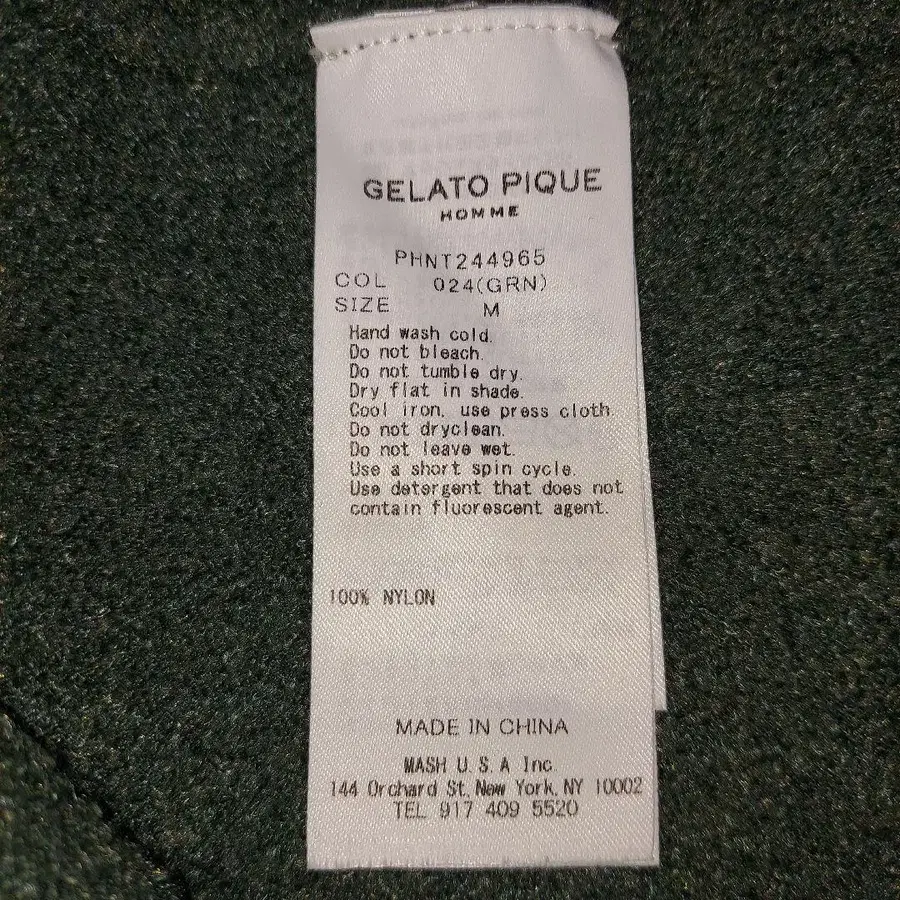 GELATO PIQUE
HOMME
PHNT244965
COL 024(GRN)
SIZE M
Hand wash cold.
Do not bleach.
Do not tumble dry.
Dry flat in shade.
Cool iron. use press cloth.
Do not dryclean.
Do not leave wet.
Use a short spin cycle.
Use detergent that does not
contain fluorescent agent.
100% NYLON
MADE IN CHINA
MASH U.S.A Inc.
144 Orchard St, New York, NY 10002
TEL 917 409 5520